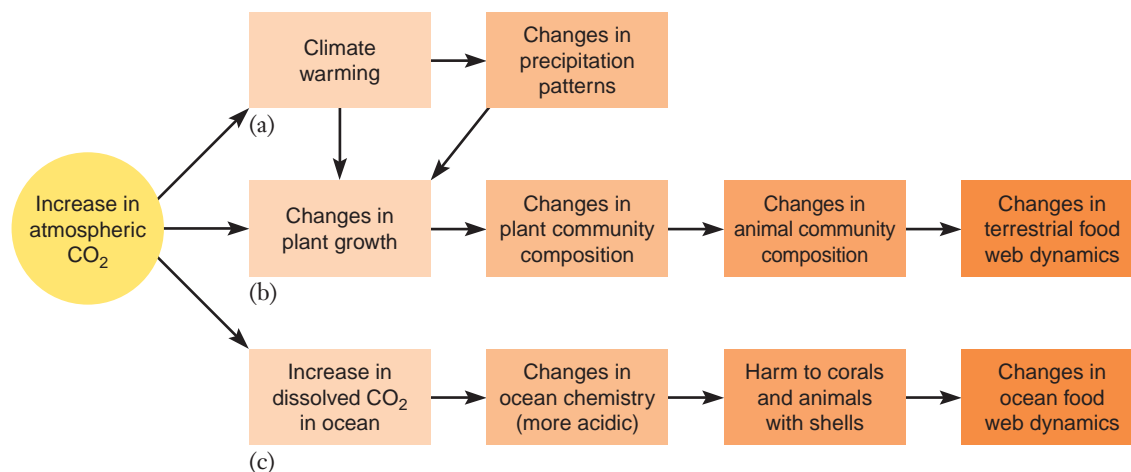 Climate
warming
Changes in
precipitation
patterns
(a)
Increase in
atmospheric
CO₂
Changes in
plant growth
Changes in
plant community
composition
Changes in
animal community
composition
Changes in
terrestrial food
web dynamics
(b)
Increase in
dissolved CO₂
in ocean
Changes in
ocean chemistry
(more acidic)
Harm to corals
and animals
with shells
Changes in
ocean food
web dynamics
(c)